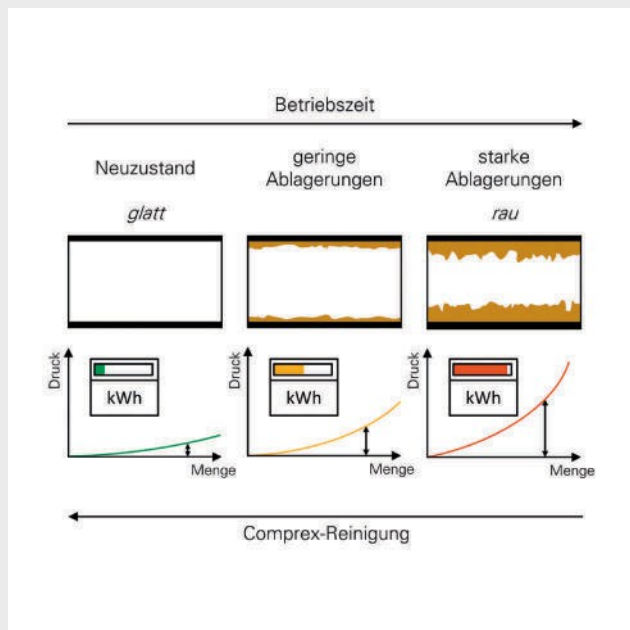 Betriebszeit
Neuzustand
glatt
geringe
Ablagerungen
starke
Ablagerungen
rau
Druck
kWh
Menge
Druck
kWh
Menge
Druck
kWh
Menge
Comprex-Reinigung